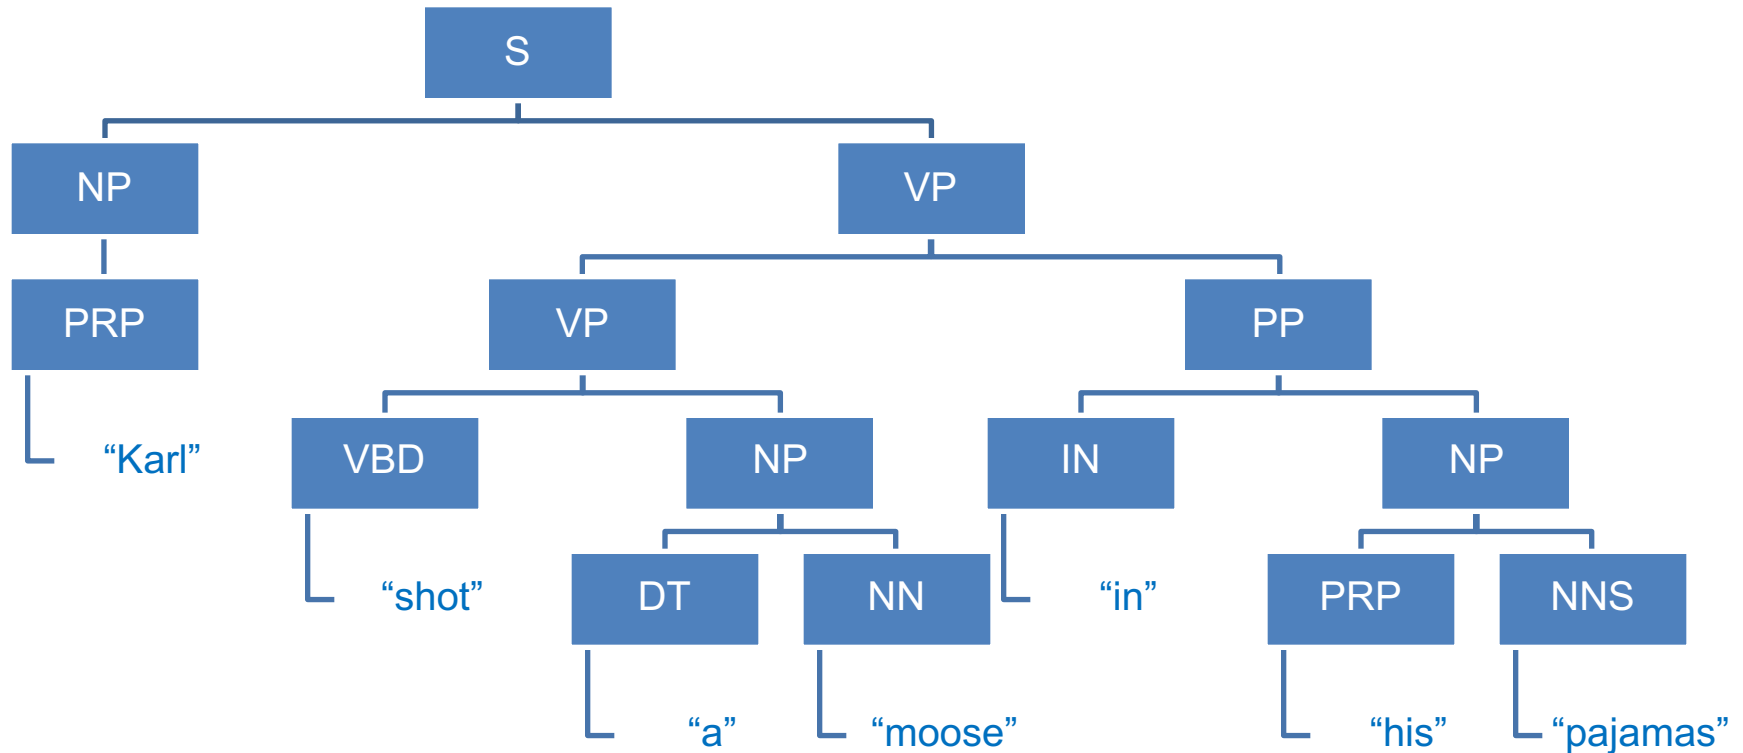 S
NP VP
PRP VP PP
“Karl” VBD NP IN NP
“shot” DT NN “in” PRP NNS
“a” “moose” “his” “pajamas”